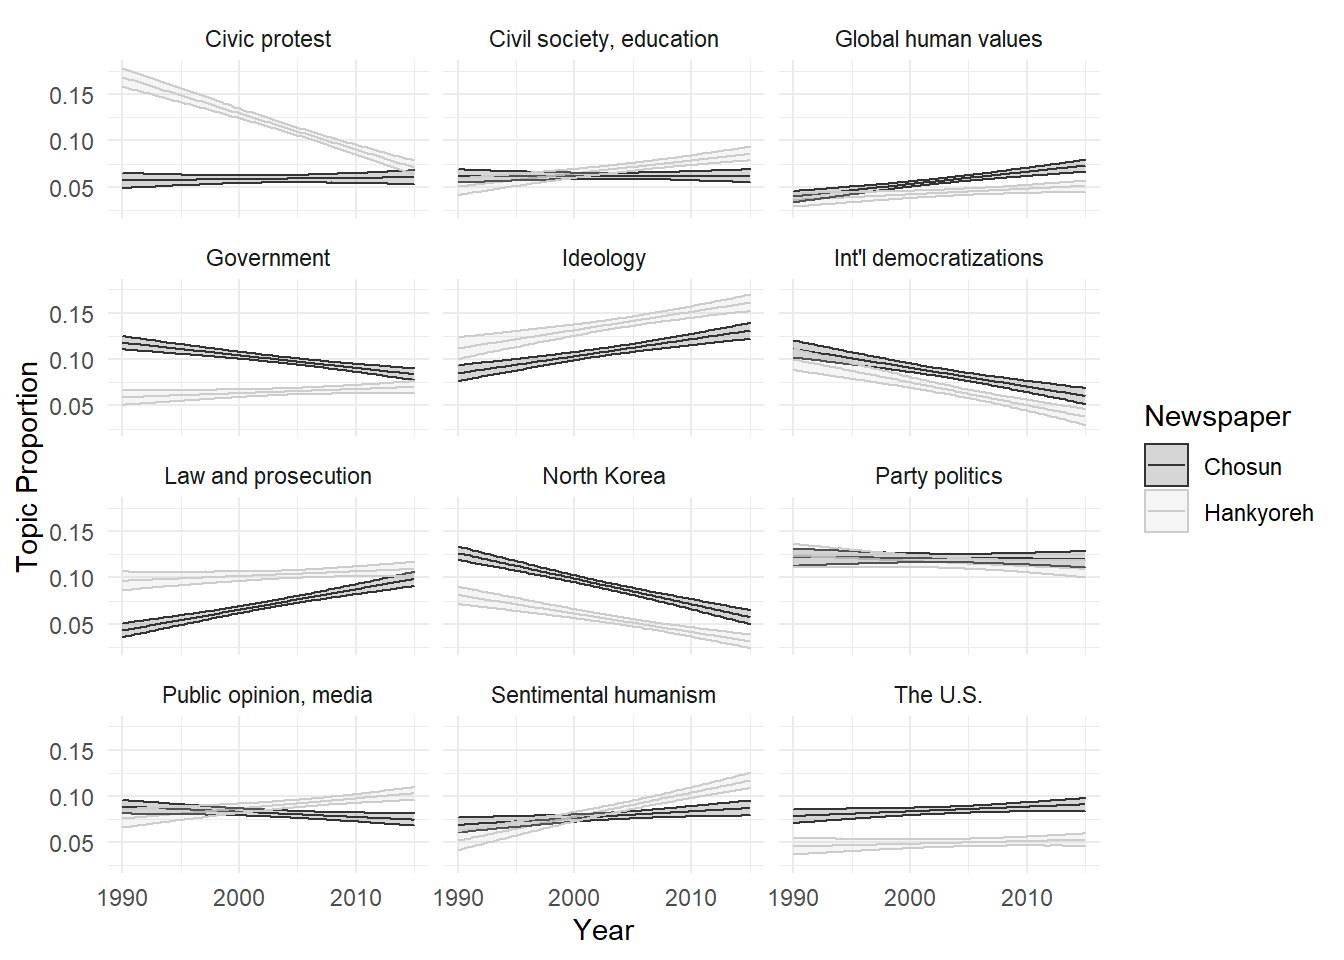 Civic protest
Civil society, education
Global human values
0.15
0.10
0.05
Government
Ideology
Int'l democratizations
0.15
0.10
0.05
Law and prosecution
North Korea
Party politics
0.15
0.10
0.05
Public opinion, media
Sentimental humanism
The U.S.
0.15
0.10
0.05
1990 2000 2010 1990 2000 2010 1990 2000 2010
Year
Topic Proportion
Newspaper
Chosun
Hankyoreh